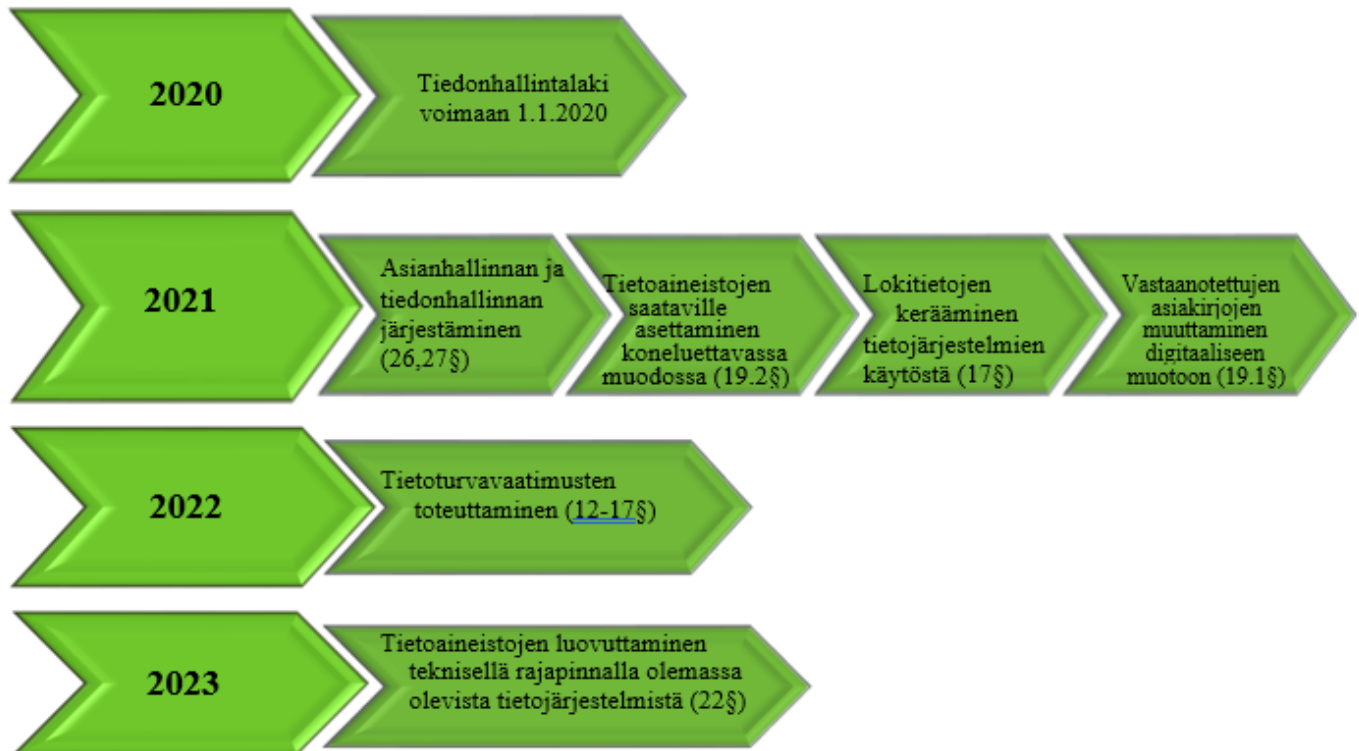 2020
Tiedonhallintalaki
voimaan 1.1.2020
2021
Asianhallinnan ja
tiedonhallinnan
järjestäminen
(26,27§)
Tietoaineistojen
saataville
asettaminen
koneluettavassa
muodossa (19.2§)
Lokitietojen
kerääminen
tietojärjestelmien
käytöstä (17§)
Vastaanotettujen
asiakirjojen
muuttaminen
digitaaliseen
muotoon (19.1§)
2022
Tietoturvavaatimusten
toteuttaminen (12-17§)
2023
Tietoaineistojen luovuttaminen
teknisellä rajapinnalla olemassa
olevista tietojärjestelmistä (22§)